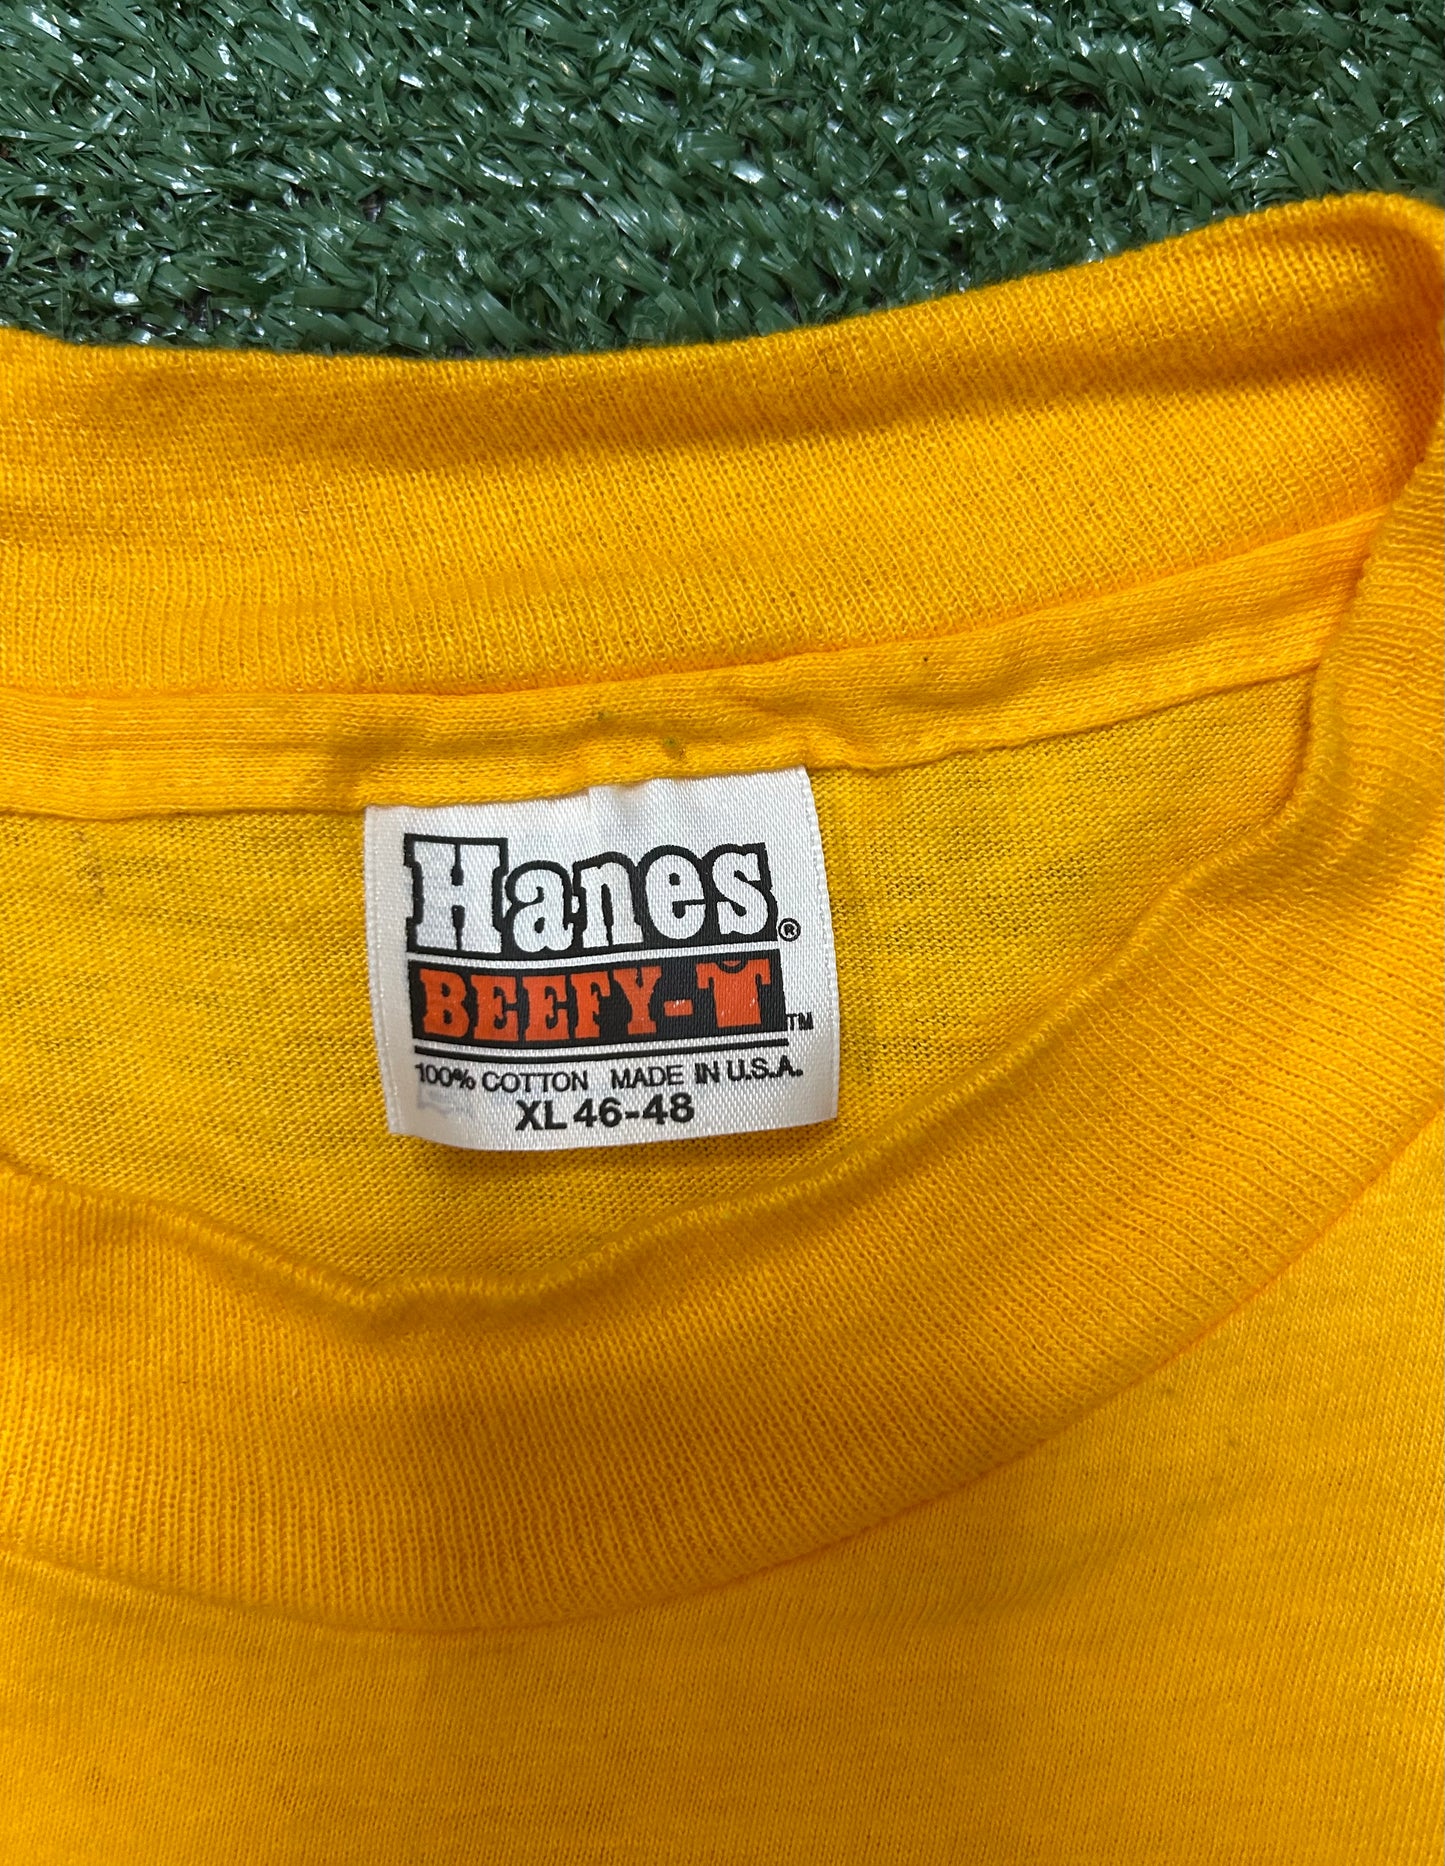 Hanes®
BEEFY-T™
100% COTTON MADE IN U.S.A.
XL 46-48